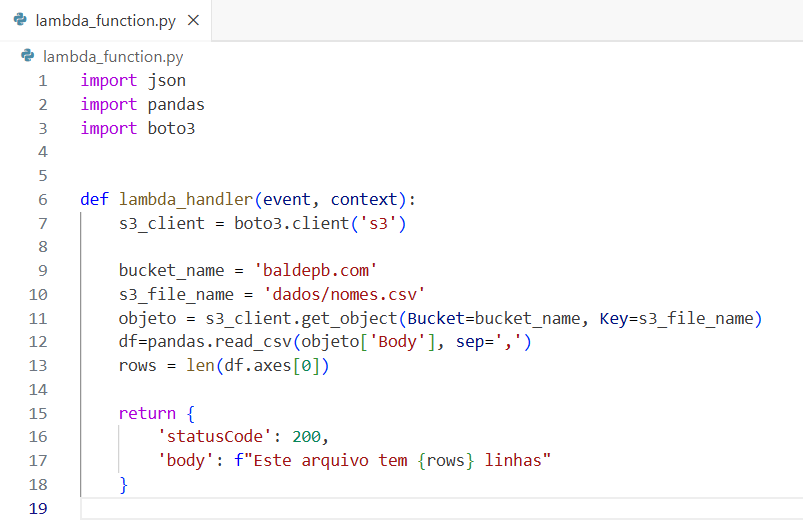 lambda_function.py ×
lambda_function.py
1 import json
2 import pandas
3 import boto3
4
5
6 def lambda_handler(event, context):
7     s3_client = boto3.client('s3')
8
9     bucket_name = 'baldepb.com'
10     s3_file_name = 'dados/nomes.csv'
11     objeto = s3_client.get_object(Bucket=bucket_name, Key=s3_file_name)
12     df=pandas.read_csv(objeto['Body'], sep=',')
13     rows = len(df.axes[0])
14
15     return {
16         'statusCode': 200,
17         'body': f"Este arquivo tem {rows} linhas"
18     }
19